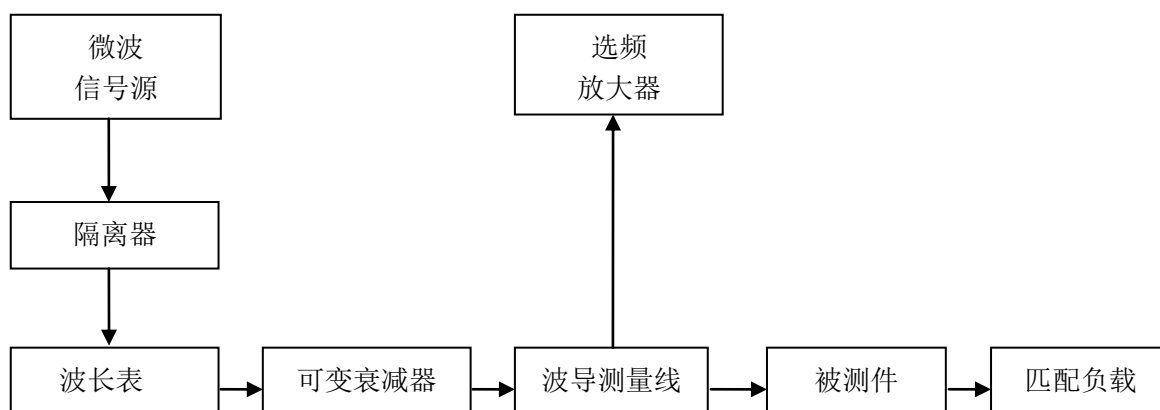 微波
信号源
选频
放大器
隔离器
波长表
可变衰减器
波导测量线
被测件
匹配负载